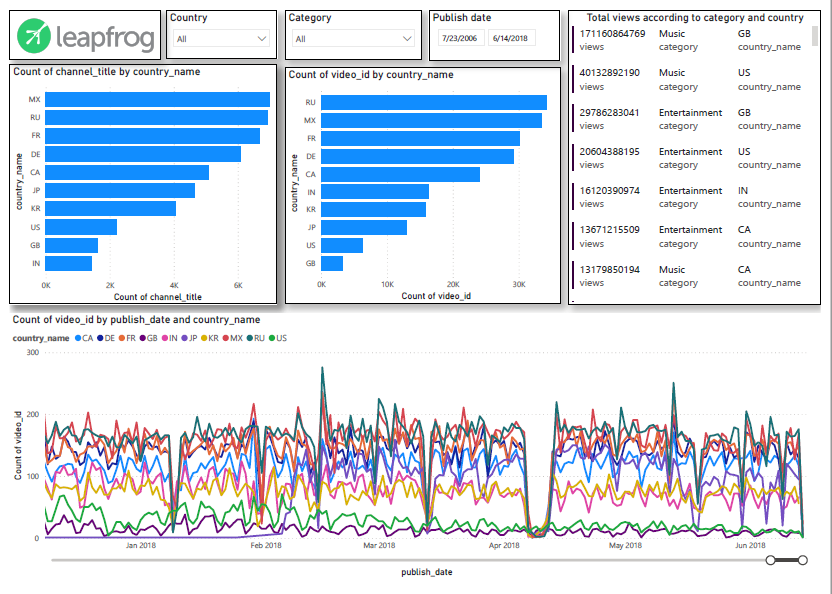 leapfrog
Country
All
Category
All
Publish date
7/23/2006 6/14/2018
Total views according to category and country
171160864769 Music GB
views category country_name
40132892190 Music US
views category country_name
29786283041 Entertainment GB
views category country_name
20604388195 Entertainment US
views category country_name
16120390974 Entertainment IN
views category country_name
13671215509 Entertainment CA
views category country_name
13179850194 Music CA
views category country_name
Count of channel_title by country_name
country_name
MX
RU
FR
DE
CA
JP
KR
US
GB
IN
0K 2K 4K 6K
Count of channel_title
Count of video_id by country_name
country_name
RU
MX
FR
DE
CA
IN
KR
JP
US
GB
0K 10K 20K 30K
Count of video_id
Count of video_id by publish_date and country_name
country_name CA DE FR GB IN JP KR MX RU US
Count of video_id
300
200
100
0
Jan 2018 Feb 2018 Mar 2018 Apr 2018 May 2018 Jun 2018
publish_date